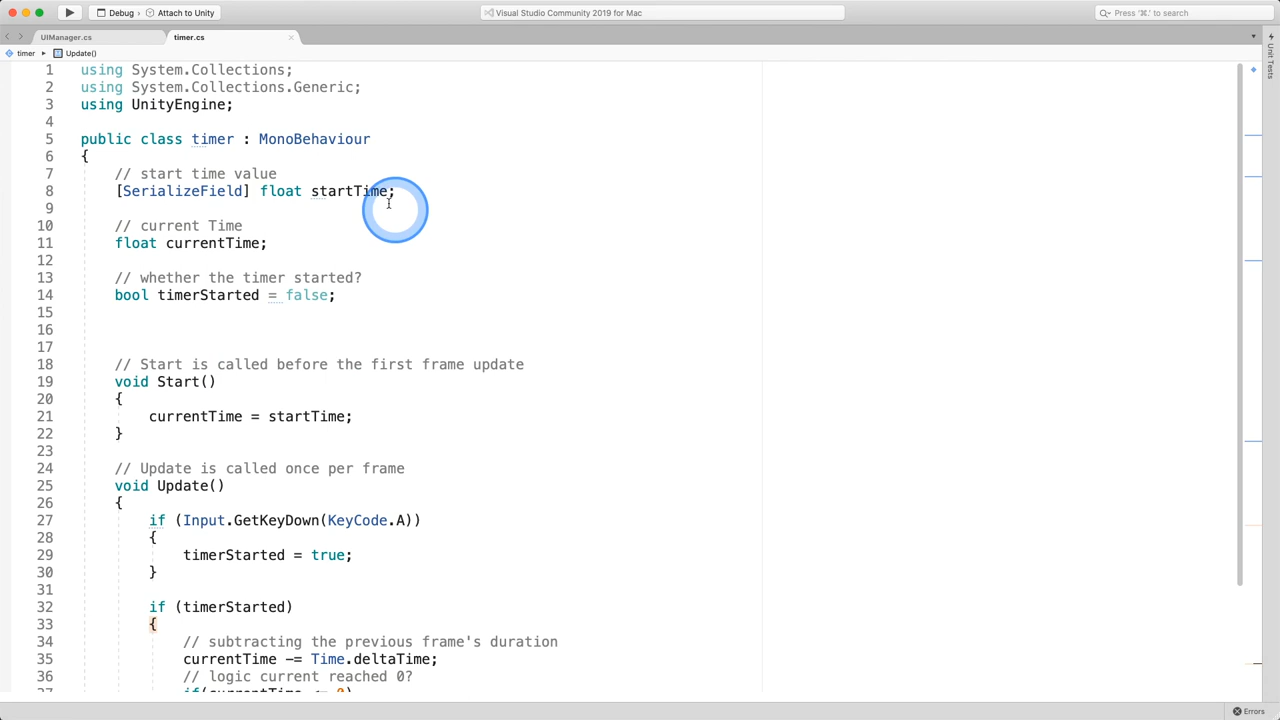 Debug › Attach to Unity
Visual Studio Community 2019 for Mac
Press '⌘.' to search
UIManager.cs
timer.cs
timer ▸ Update()
Unit Tests
1 using System.Collections;
2 using System.Collections.Generic;
3 using UnityEngine;
4
5 public class timer : MonoBehaviour
6 {
7 // start time value
8 [SerializeField] float startTime;
9
10 // current Time
11 float currentTime;
12
13 // whether the timer started?
14 bool timerStarted = false;
15
16
17
18 // Start is called before the first frame update
19 void Start()
20 {
21 currentTime = startTime;
22 }
23
24 // Update is called once per frame
25 void Update()
26 {
27 if (Input.GetKeyDown(KeyCode.A))
28 {
29 timerStarted = true;
30 }
31
32 if (timerStarted)
33 {
34 // subtracting the previous frame's duration
35 currentTime -= Time.deltaTime;
36 // logic current reached 0?
37 if(currentTime <= 0)
Errors